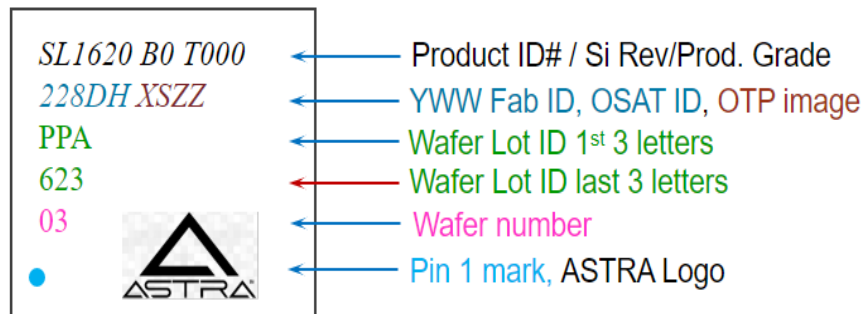 SL1620 B0 T000 Product ID# / Si Rev/Prod. Grade
228DH XSZZ YWW Fab ID, OSAT ID, OTP image
PPA Wafer Lot ID 1st 3 letters
623 Wafer Lot ID last 3 letters
03 Wafer number
ASTRA Pin 1 mark, ASTRA Logo